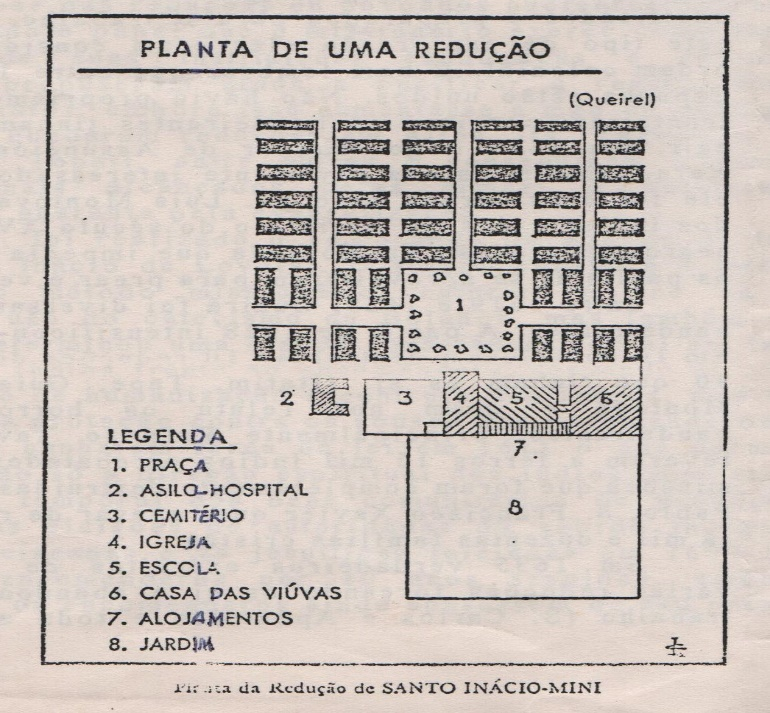 PLANTA DE UMA REDUÇÃO
(Queirel)
1
2
3
4
5
6
7.
8
LEGENDA
1. PRAÇA
2. ASILO-HOSPITAL
3. CEMITÉRIO
4. IGREJA
5. ESCOLA
6. CASA DAS VIÚVAS
7. ALOJAMENTOS
8. JARDIM
Planta da Redução de SANTO INÁCIO-MINI